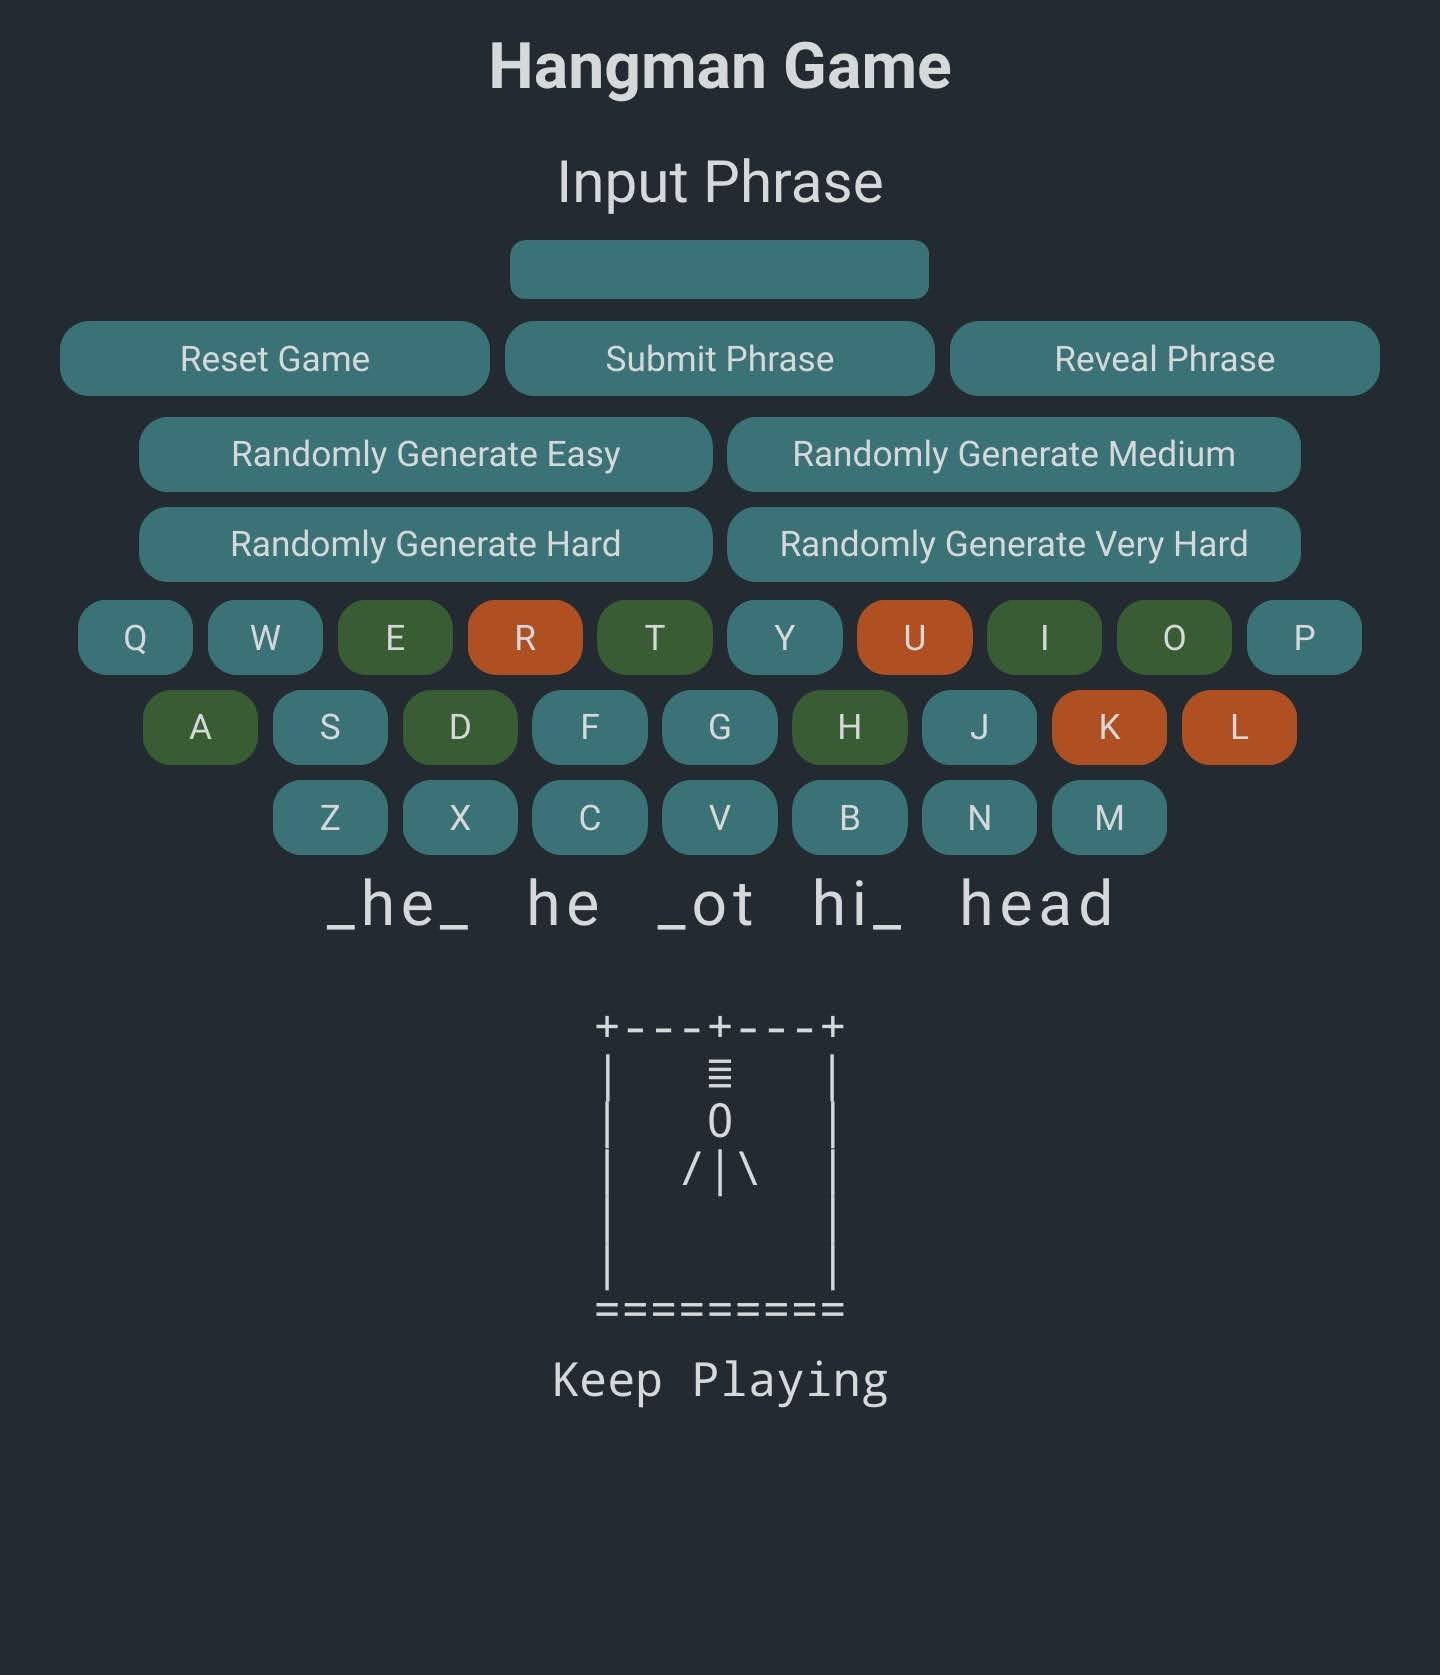 Hangman Game
Input Phrase
Reset Game Submit Phrase Reveal Phrase
Randomly Generate Easy Randomly Generate Medium
Randomly Generate Hard Randomly Generate Very Hard
Q W E R T Y U I O P
A S D F G H J K L
Z X C V B N M
_he_ he _ot hi_ head
+---+---+
|   ≣   |
|   O   |
|  /|\  |
|       |
|       |
=========
Keep Playing